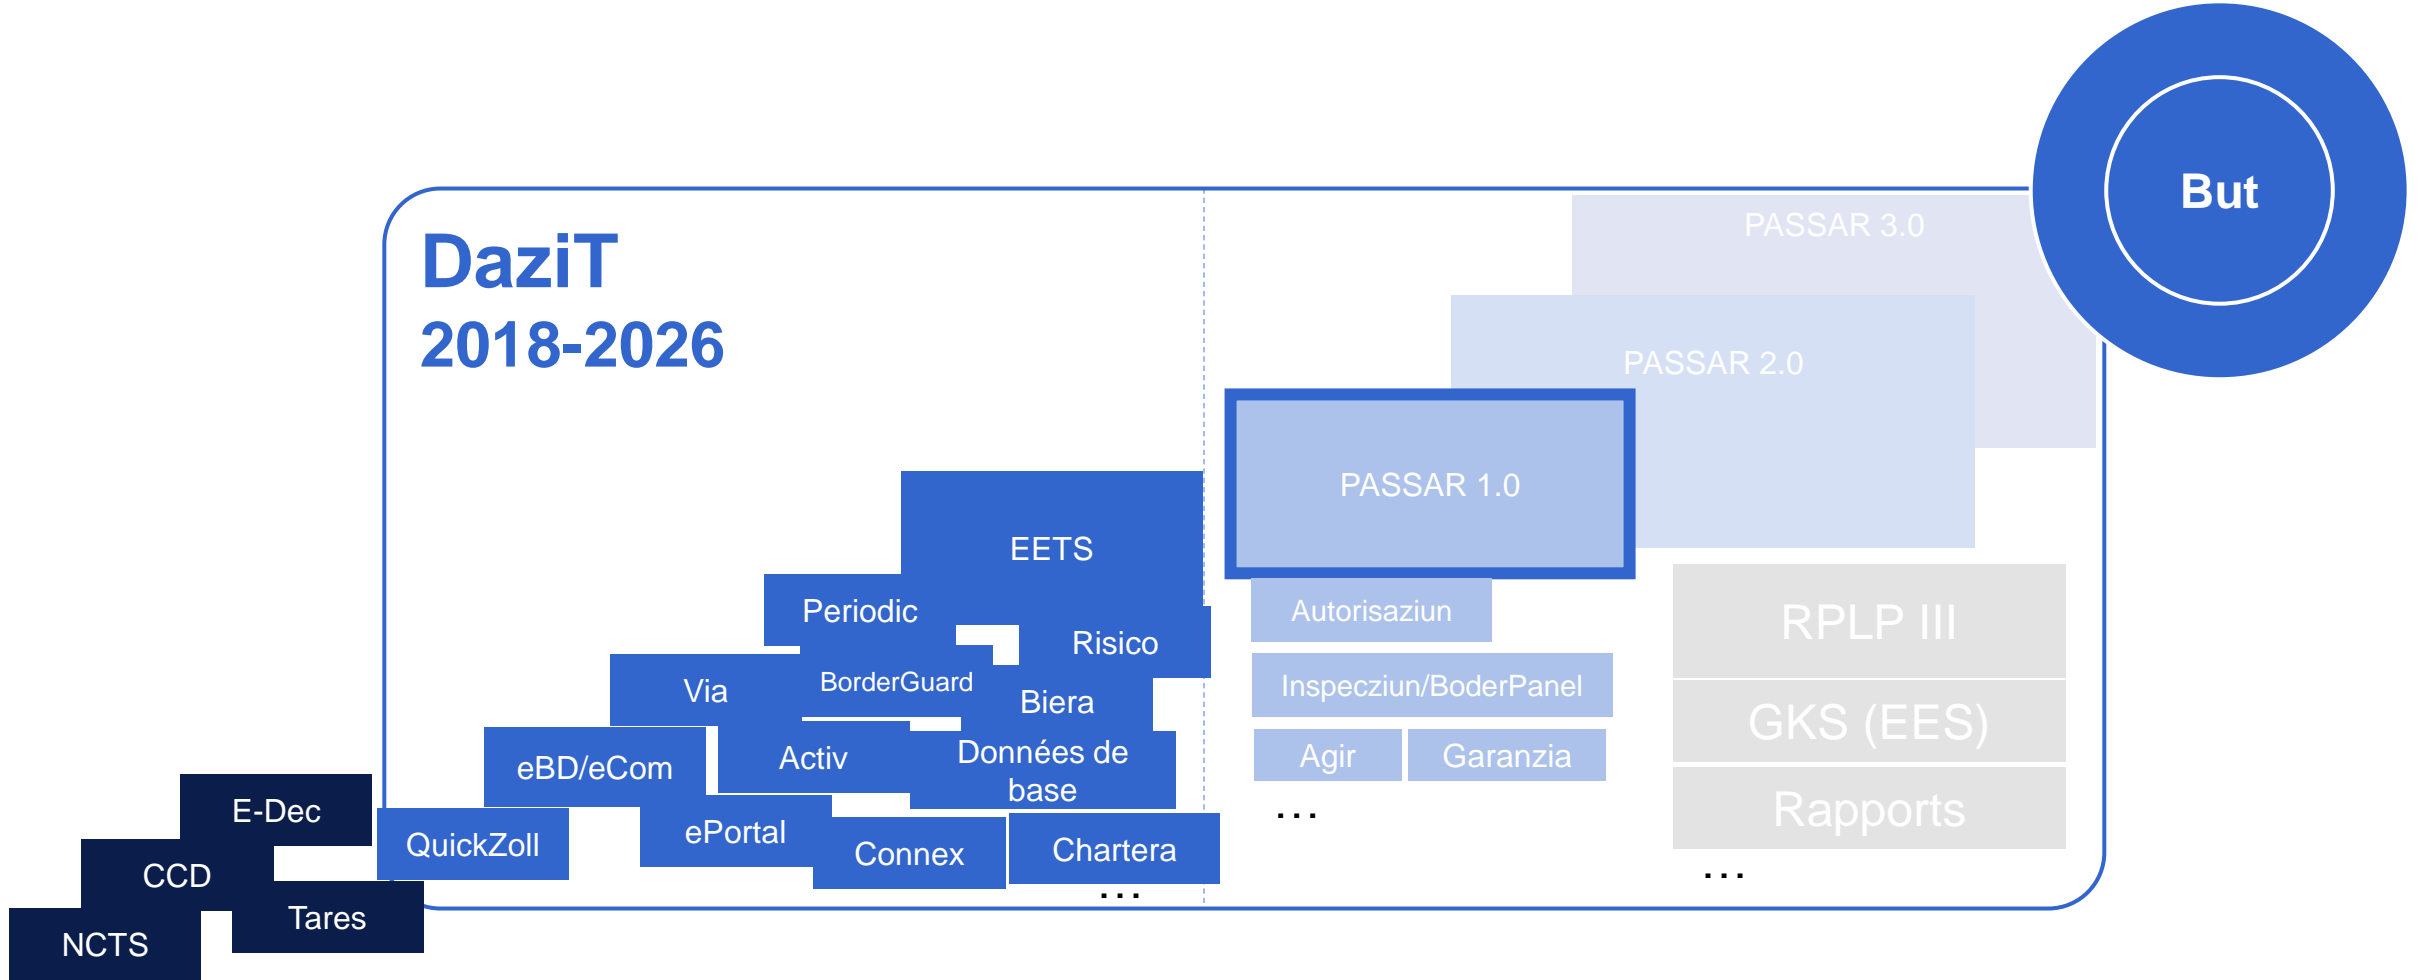 But
PASSAR 3.0
DaziT
2018-2026
PASSAR 2.0
PASSAR 1.0
EETS
Periodic
Risico
Via
BorderGuard
Biera
eBD/eCom
Activ
Données de
base
E-Dec
QuickZoll
ePortal
Connex
Chartera
...
CCD
Tares
NCTS
Autorisaziun
Inspecziun/BoderPanel
Agir
Garanzia
...
RPLP III
GKS (EES)
Rapports
...